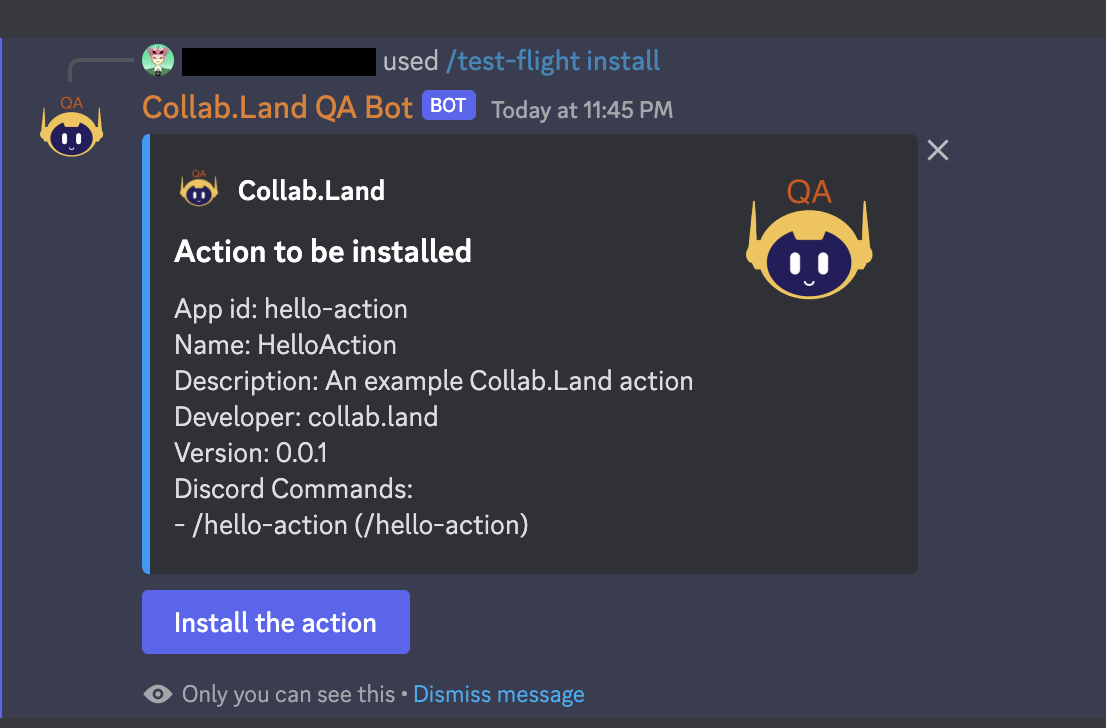 used /test-flight install
QA
Collab.Land QA Bot BOT Today at 11:45 PM
QA
Collab.Land
QA
Action to be installed
App id: hello-action
Name: HelloAction
Description: An example Collab.Land action
Developer: collab.land
Version: 0.0.1
Discord Commands:
- /hello-action (/hello-action)
Install the action
Only you can see this • Dismiss message